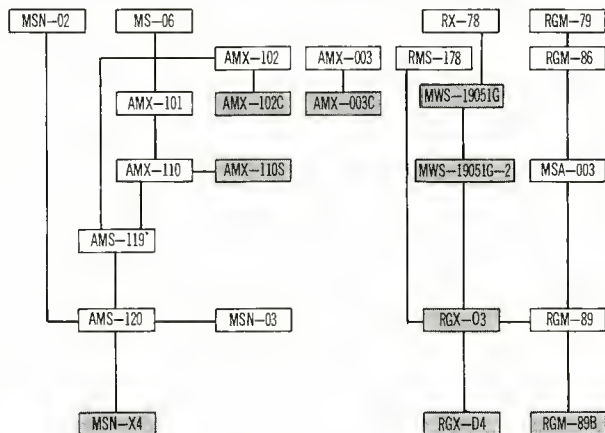 MSN-02
MS-06
RX-78
RGM-79
AMX-102
AMX-003
RMS-178
RGM-86
AMX-101
AMX-102C
AMX-003C
MWS-19051G
AMX-110
AMX-110S
MWS-19051G-2
MSA-003
AMS-119
AMS-120
MSN-03
RGX-03
RGM-89
MSN-X4
RGX-D4
RGM-89B